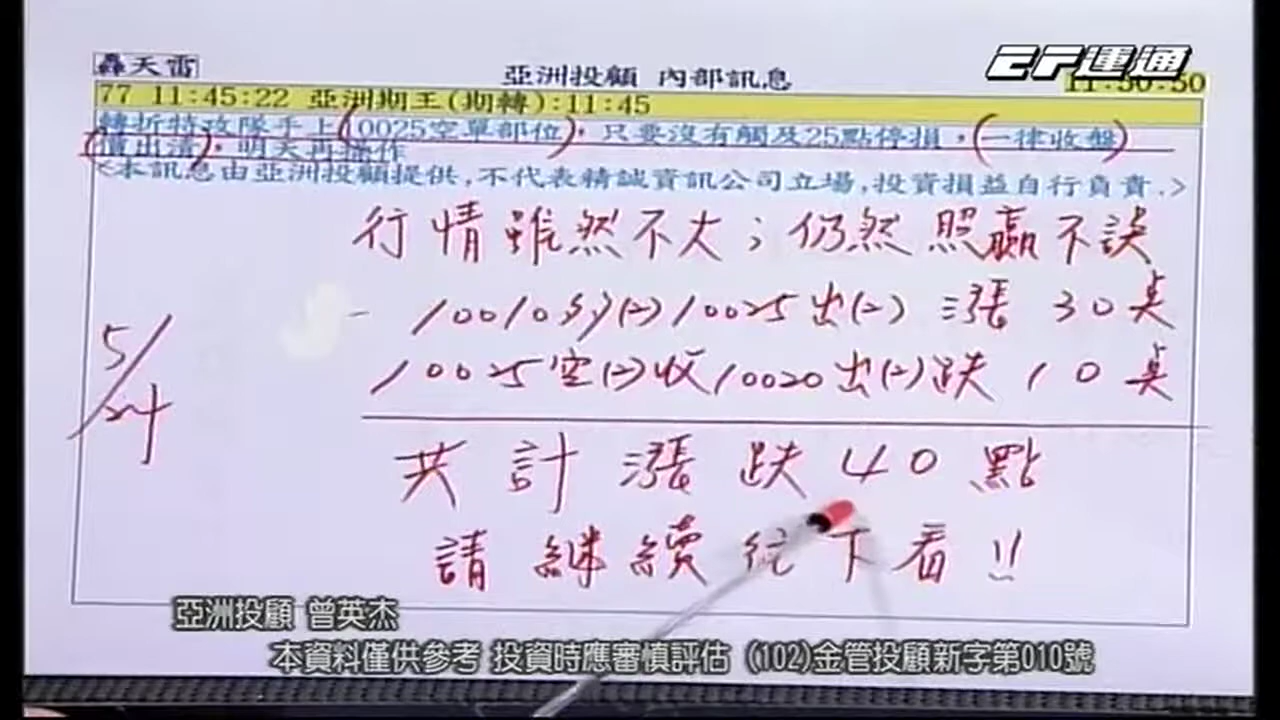 轟天雷
亞洲投顧 內部訊息
運通
11:50:50
77 11:45:22 亞洲期王(期轉):11:45
轉折特攻隊手上(10025空單部位)，只要沒有觸及25點停損，(一律收盤
價出清)，明天再操作
<本訊息由亞洲投顧提供,不代表精誠資訊公司立場,投資損益自行負責.>
行情雖然不大；仍然照贏不誤
10010多(2)10025出(2) 漲 30點
10025空(2)收10020出(2)跌 10點
5/24
共計漲跌40點
請繼續往下看!!
亞洲投顧 曾英杰
本資料僅供參考 投資時應審慎評估 (102)金管投顧新字第010號